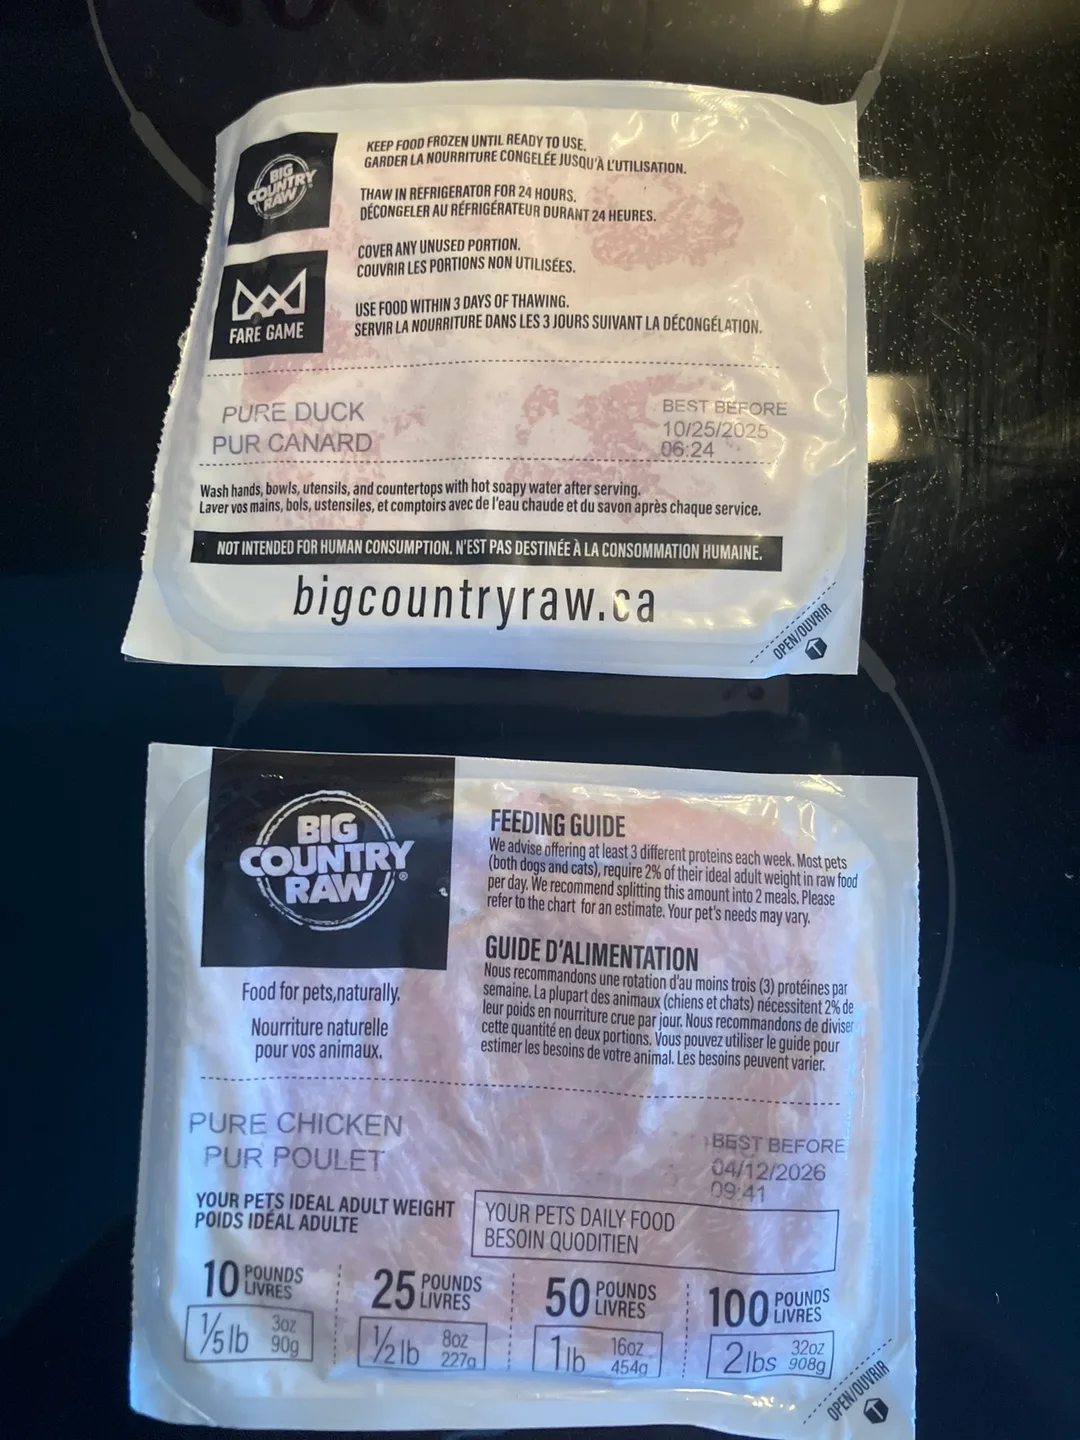 BIG
COUNTRY
RAW
KEEP FOOD FROZEN UNTIL READY TO USE.
GARDER LA NOURRITURE CONGELÉE JUSQU'À L'UTILISATION.
THAW IN REFRIGERATOR FOR 24 HOURS.
DÉCONGELER AU RÉFRIGÉRATEUR DURANT 24 HEURES.
COVER ANY UNUSED PORTION.
COUVRIR LES PORTIONS NON UTILISÉES.
FARE GAME
USE FOOD WITHIN 3 DAYS OF THAWING.
SERVIR LA NOURRITURE DANS LES 3 JOURS SUIVANT LA DÉCONGÉLATION.
PURE DUCK
PUR CANARD
BEST BEFORE
10/25/2025
06:24
Wash hands, bowls, utensils, and countertops with hot soapy water after serving.
Laver vos mains, bols, ustensiles, et comptoirs avec de l'eau chaude et du savon après chaque service.
NOT INTENDED FOR HUMAN CONSUMPTION. N'EST PAS DESTINÉE À LA CONSOMMATION HUMAINE.
bigcountryraw.ca
OPEN/OUVRIR
BIG
COUNTRY
RAW®
Food for pets, naturally.
Nourriture naturelle
pour vos animaux.
FEEDING GUIDE
We advise offering at least 3 different proteins each week. Most pets
(both dogs and cats), require 2% of their ideal adult weight in raw food
per day. We recommend splitting this amount into 2 meals. Please
refer to the chart for an estimate. Your pet's needs may vary.
GUIDE D'ALIMENTATION
Nous recommandons une rotation d'au moins trois (3) protéines par
semaine. La plupart des animaux (chiens et chats) nécessitent 2% de
leur poids en nourriture crue par jour. Nous recommandons de diviser
cette quantité en deux portions. Vous pouvez utiliser le guide pour
estimer les besoins de votre animal. Les besoins peuvent varier.
PURE CHICKEN
PUR POULET
BEST BEFORE
04/12/2026
09:41
YOUR PETS IDEAL ADULT WEIGHT
POIDS IDÉAL ADULTE
YOUR PETS DAILY FOOD
BESOIN QUODITIEN
10 POUNDS
LIVRES
25 POUNDS
LIVRES
50 POUNDS
LIVRES
100 POUNDS
LIVRES
1/5 lb 3oz
90g
1/2 lb 8oz
227g
1lb 16oz
454g
2lbs 32oz
908g
OPEN/OUVRIR